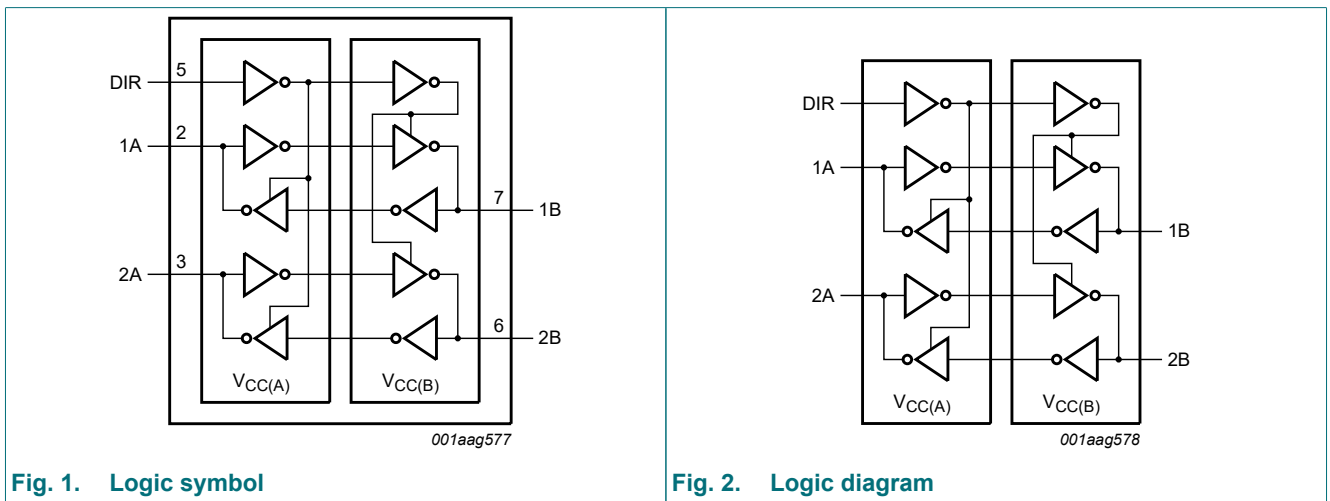 DIR 5
1A 2
7 1B
2A 3
6 2B
VCC(A) VCC(B)
001aag577
Fig. 1. Logic symbol
DIR
1A
1B
2A
2B
VCC(A) VCC(B)
001aag578
Fig. 2. Logic diagram